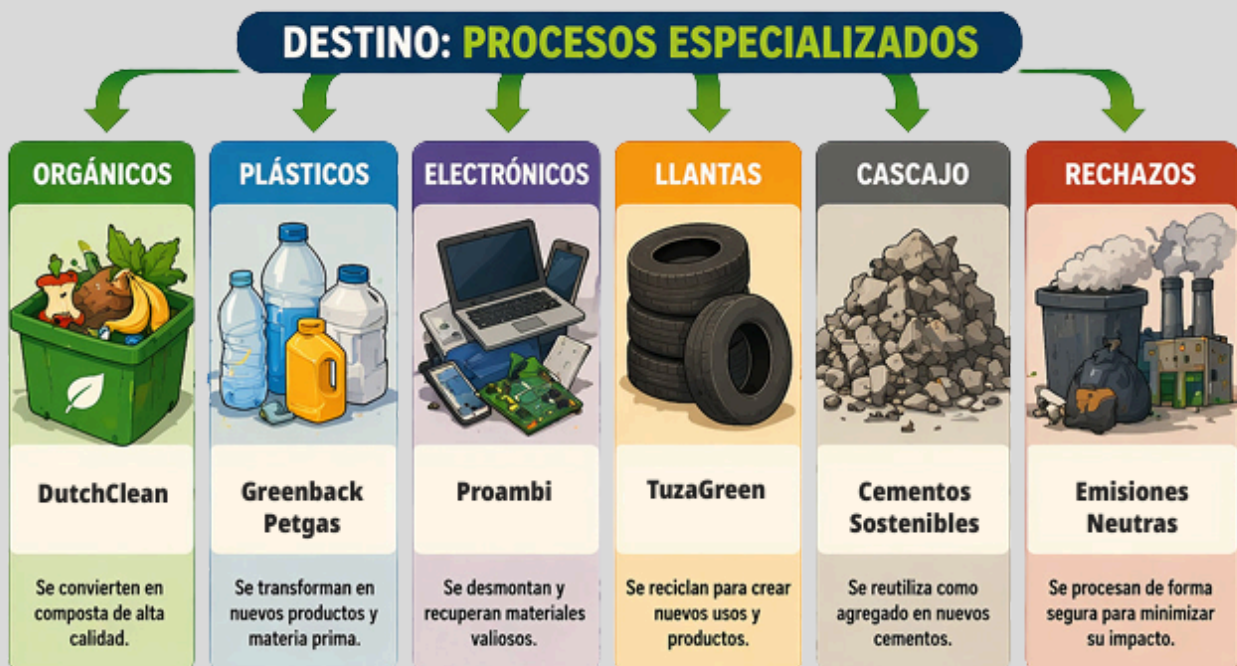 DESTINO: PROCESOS ESPECIALIZADOS
ORGÁNICOS
DutchClean
Se convierten en
composta de alta
calidad.
PLÁSTICOS
Greenback
Petgas
Se transforman en
nuevos productos y
materia prima.
ELECTRÓNICOS
Proambi
Se desmontan y
recuperan materiales
valiosos.
LLANTAS
TuzaGreen
Se reciclan para crear
nuevos usos y
productos.
CASCAJO
Cementos
Sostenibles
Se reutiliza como
agregado en nuevos
cementos.
RECHAZOS
Emisiones
Neutras
Se procesan de forma
segura para minimizar
su impacto.